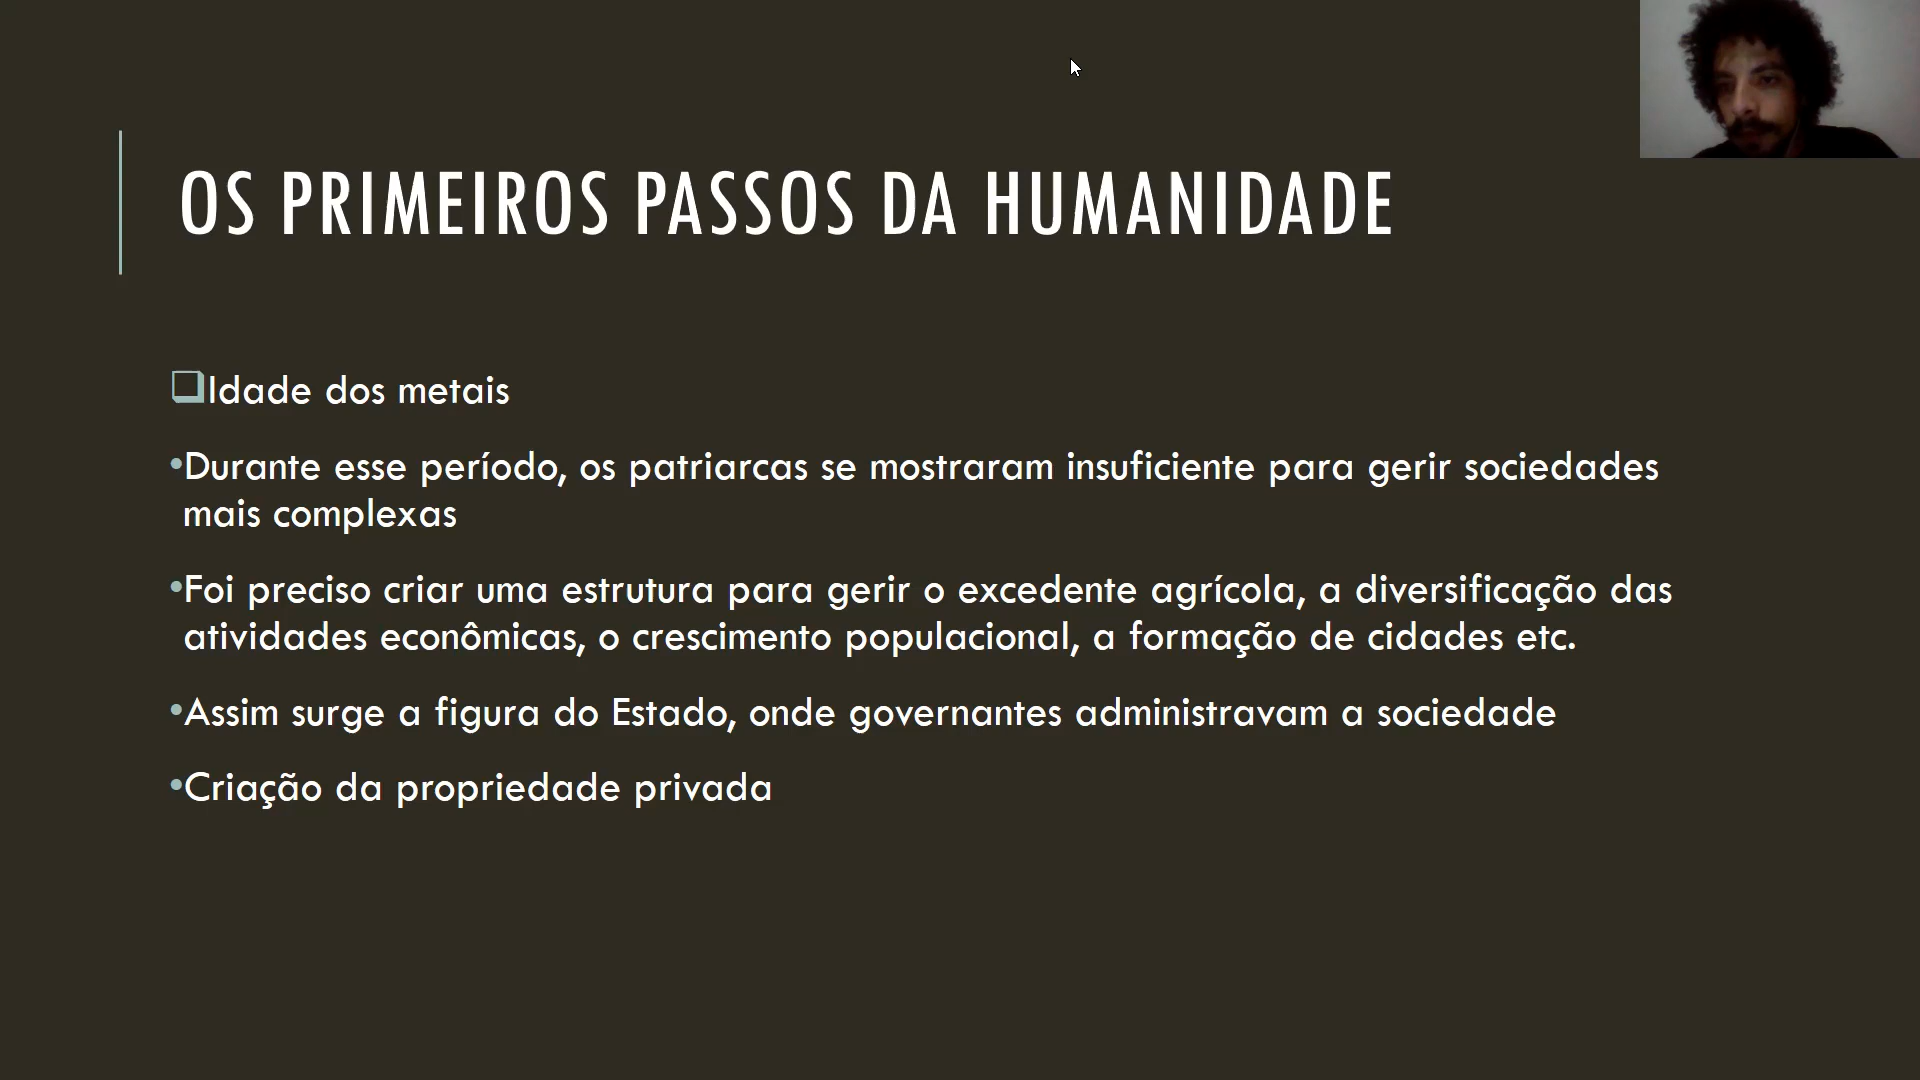 OS PRIMEIROS PASSOS DA HUMANIDADE
Idade dos metais
•Durante esse período, os patriarcas se mostraram insuficiente para gerir sociedades
mais complexas
•Foi preciso criar uma estrutura para gerir o excedente agrícola, a diversificação das
atividades econômicas, o crescimento populacional, a formação de cidades etc.
•Assim surge a figura do Estado, onde governantes administravam a sociedade
•Criação da propriedade privada